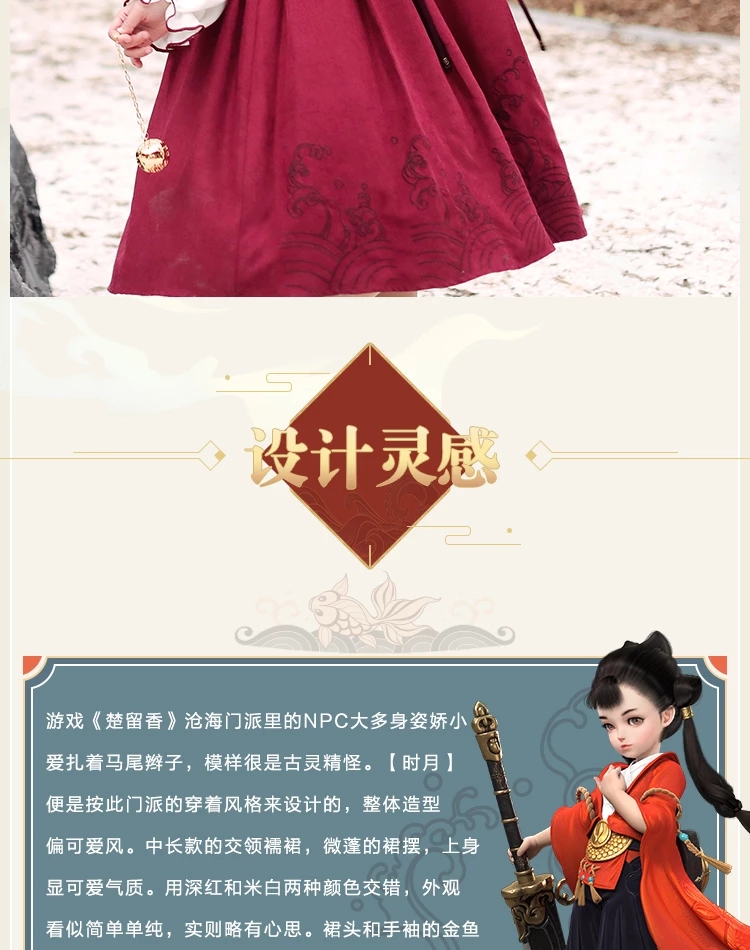 设计灵感
游戏《楚留香》沧海门派里的NPC大多身姿娇小
爱扎着马尾辫子，模样很是古灵精怪。【时月】
便是按此门派的穿着风格来设计的，整体造型
偏可爱风。中长款的交领襦裙，微蓬的裙摆，上身
显可爱气质。用深红和米白两种颜色交错，外观
看似简单单纯，实则略有心思。裙头和手袖的金鱼